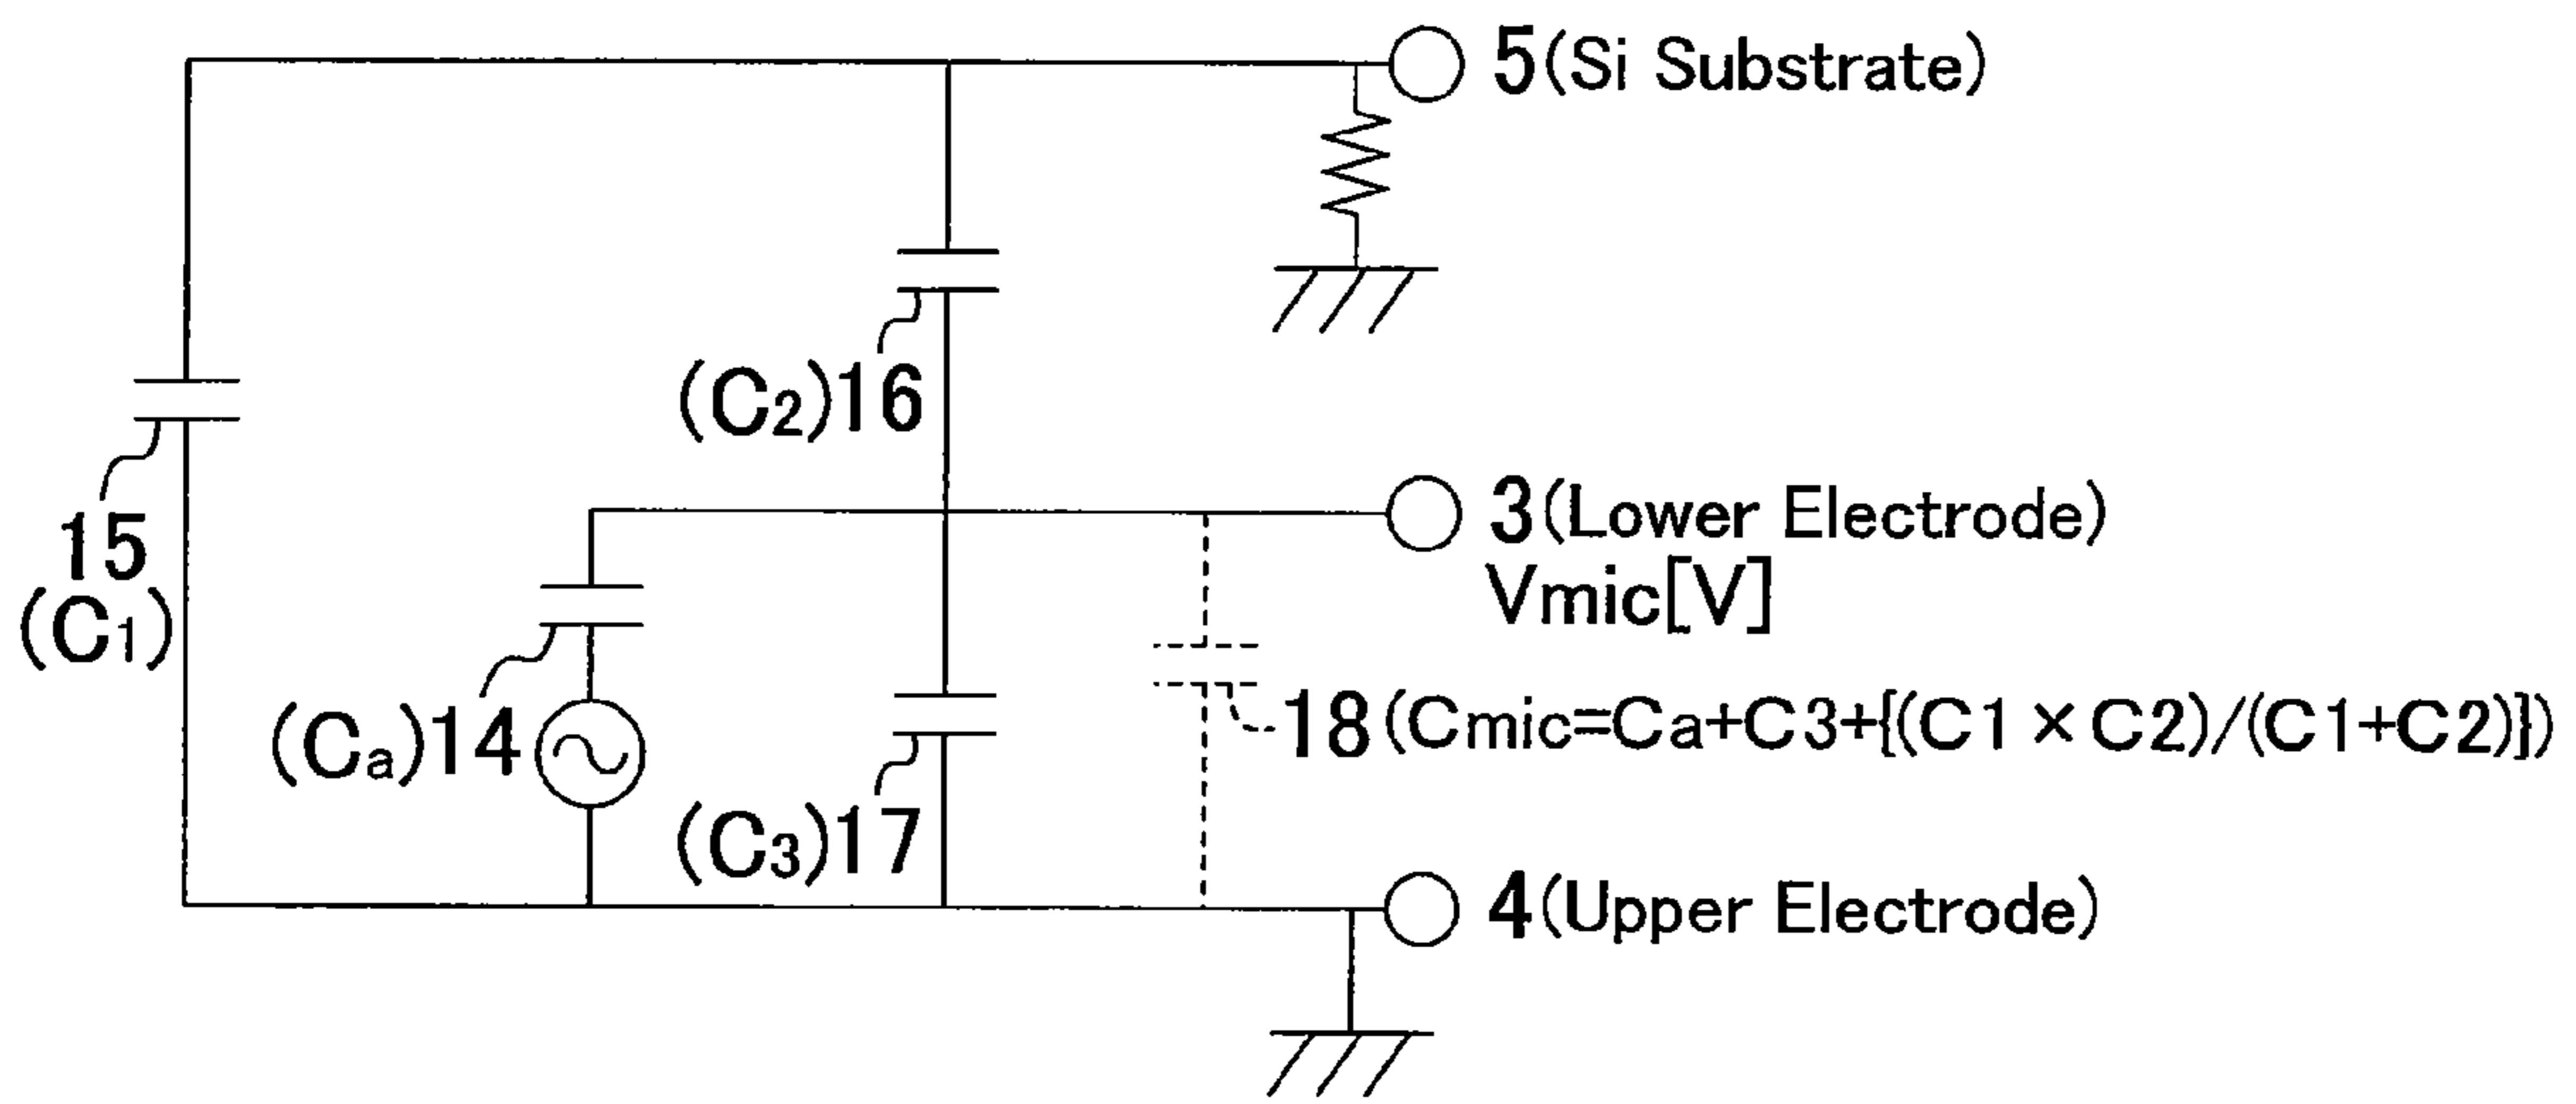 5(Si Substrate)
(C2)16
15
(C1)
3(Lower Electrode)
Vmic[V]
(Ca)14
18(Cmic=Ca+C3+{(C1×C2)/(C1+C2)})
(C3)17
4(Upper Electrode)